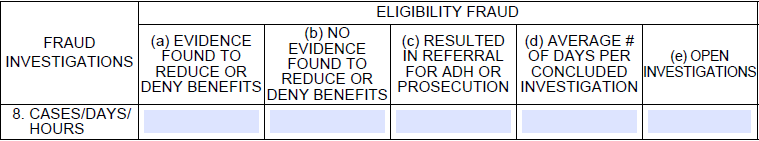 ELIGIBILITY FRAUD
FRAUD
INVESTIGATIONS
(a) EVIDENCE
FOUND TO
REDUCE OR
DENY BENEFITS
(b) NO
EVIDENCE
FOUND TO
REDUCE OR
DENY BENEFITS
(c) RESULTED
IN REFERRAL
FOR ADH OR
PROSECUTION
(d) AVERAGE #
OF DAYS PER
CONCLUDED
INVESTIGATION
(e) OPEN
INVESTIGATIONS
8. CASES/DAYS/
HOURS